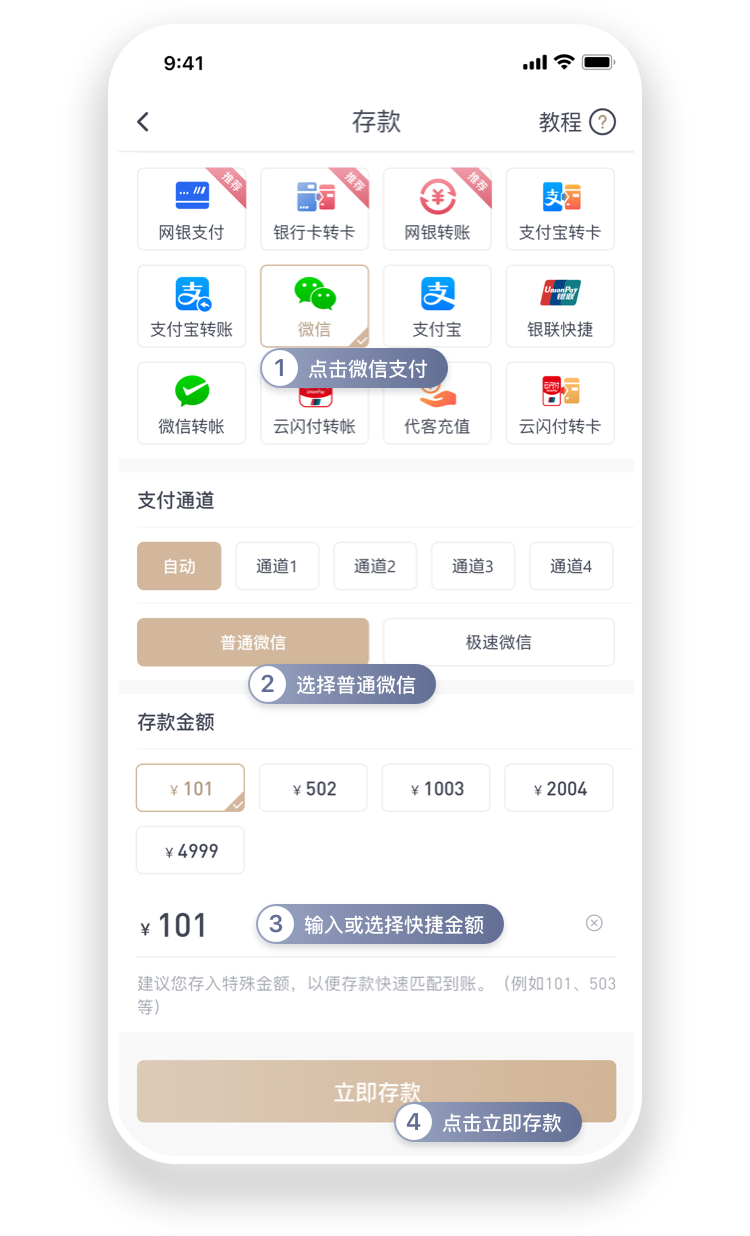 9:41
存款
教程 ?
推荐 推荐 推荐
网银支付 银行卡转卡 网银转账 支付宝转卡
UnionPay
银联
支付宝转账 微信 支付宝 银联快捷
1 点击微信支付
UnionPay
云闪付
微信转帐 云闪付转帐 代客充值 云闪付转卡
支付通道
自动 通道1 通道2 通道3 通道4
普通微信 极速微信
2 选择普通微信
存款金额
¥ 101 ¥ 502 ¥ 1003 ¥ 2004
¥ 4999
¥ 101 3 输入或选择快捷金额
建议您存入特殊金额，以便存款快速匹配到账。（例如101、503
等）
立即存款
4 点击立即存款